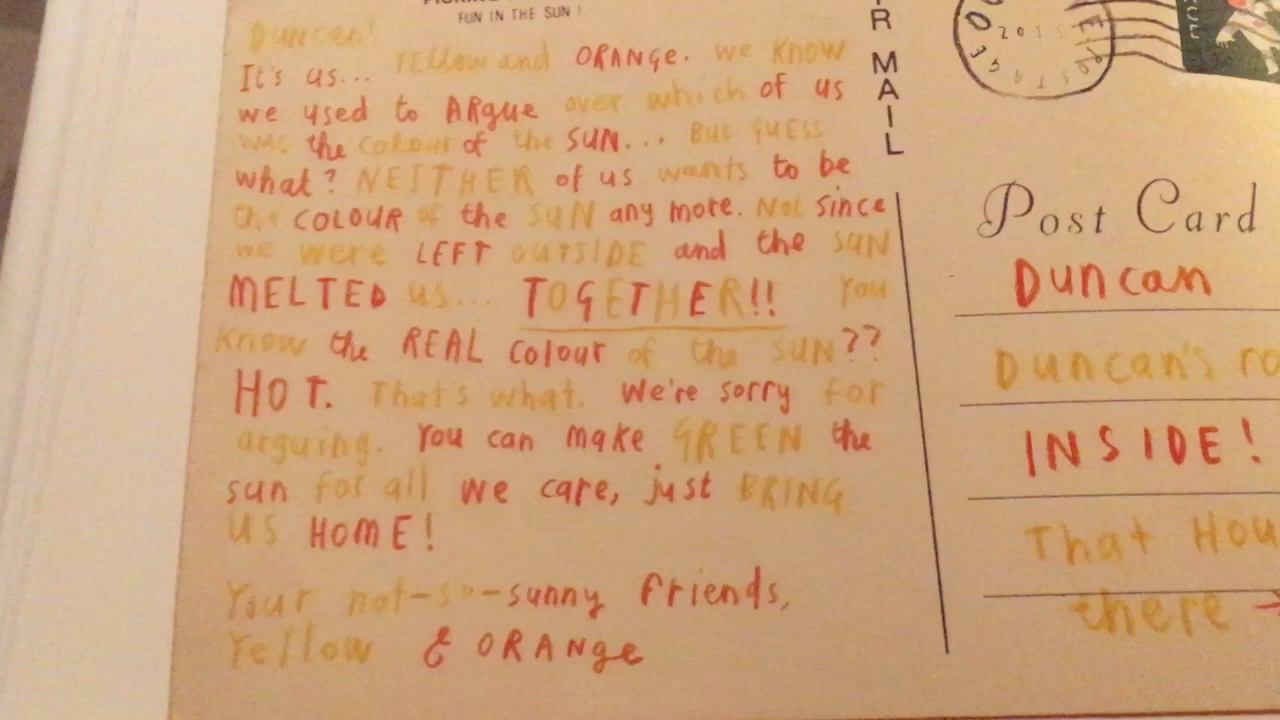 FUN IN THE SUN!
Duncan!
It's us... Yellow and ORANGE. We know
we used to ARgue over which of us
was the colour of the SUN... But guess
what? NEITHER of us wants to be
the COLOUR of the SUN any more. Not since
we were LEFT OUTSIDE and the SUN
MELTED us... TOGETHER!! You
know the REAL colour of the SUN??
HOT. That's what. We're sorry for
arguing. You can make GREEN the
sun for all we care, just BRING
US HOME!
Your not-so-sunny friends,
Yellow & ORANge
R MAIL
2015
POSTAGE
Post Card
Duncan
Duncan's
INSIDE!
That
there →